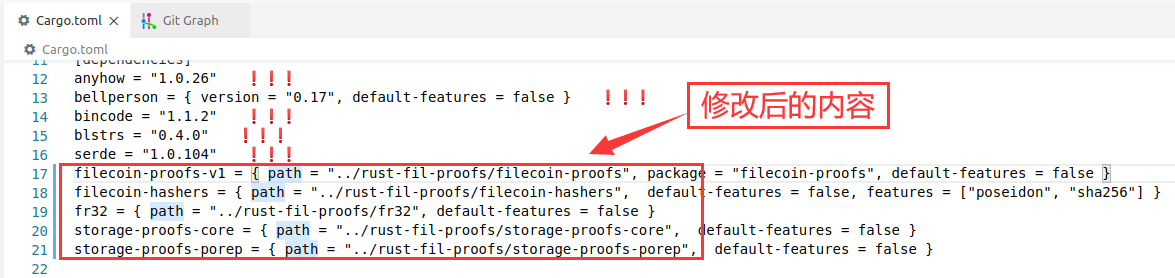 Cargo.toml
Git Graph
Cargo.toml
11 [dependencies]
12 anyhow = "1.0.26" ❗❗❗
13 bellperson = { version = "0.17", default-features = false } ❗❗❗
14 bincode = "1.1.2" ❗❗❗
15 blstrs = "0.4.0" ❗❗❗
16 serde = "1.0.104" ❗❗❗
17 filecoin-proofs-v1 = { path = "../rust-fil-proofs/filecoin-proofs", package = "filecoin-proofs", default-features = false }
18 filecoin-hashers = { path = "../rust-fil-proofs/filecoin-hashers", default-features = false, features = ["poseidon", "sha256"] }
19 fr32 = { path = "../rust-fil-proofs/fr32", default-features = false }
20 storage-proofs-core = { path = "../rust-fil-proofs/storage-proofs-core", default-features = false }
21 storage-proofs-porep = { path = "../rust-fil-proofs/storage-proofs-porep", default-features = false }
22
修改后的内容